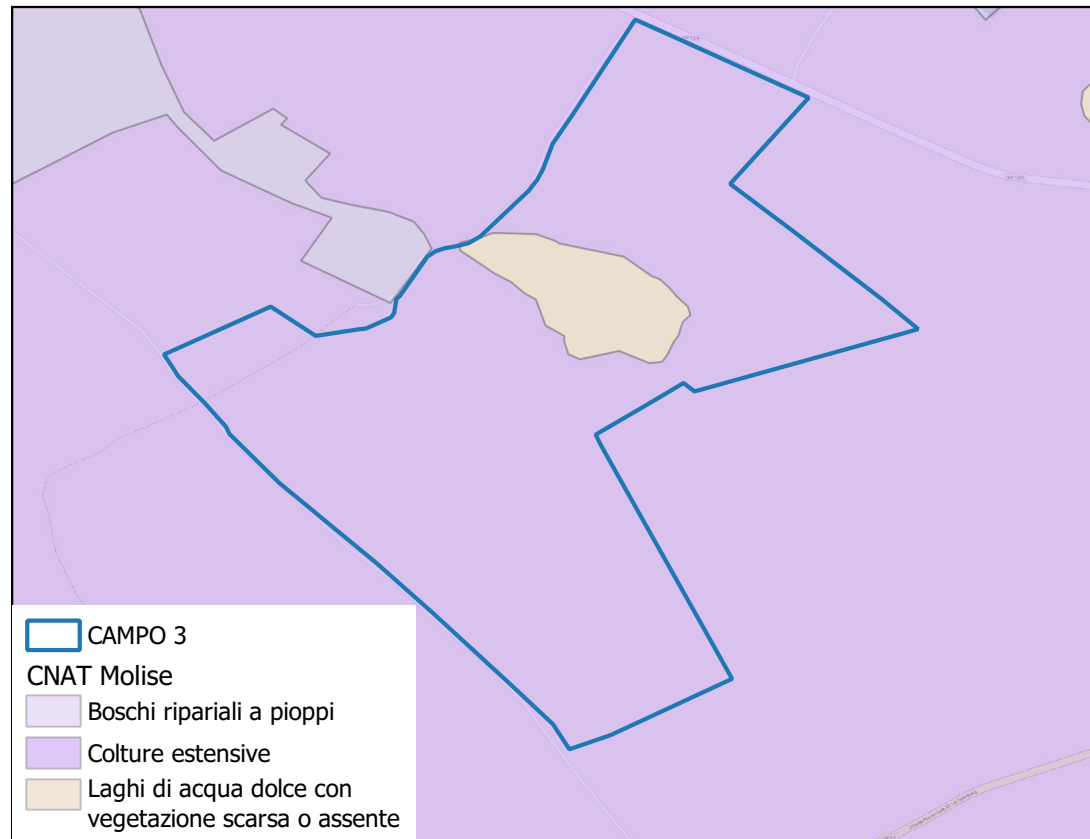 CAMPO 3
CNAT Molise
Boschi ripariali a pioppi
Colture estensive
Laghi di acqua dolce con
vegetazione scarsa o assente